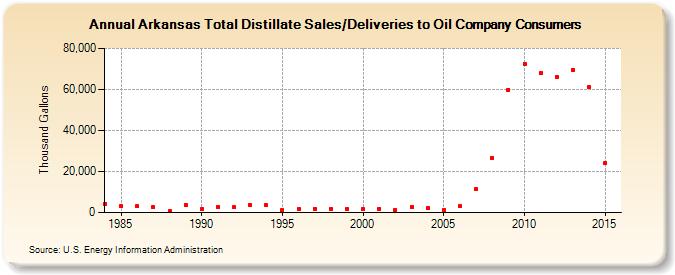 Annual Arkansas Total Distillate Sales/Deliveries to Oil Company Consumers
Thousand Gallons
80,000
60,000
40,000
20,000
0
1985 1990 1995 2000 2005 2010 2015
Source: U.S. Energy Information Administration